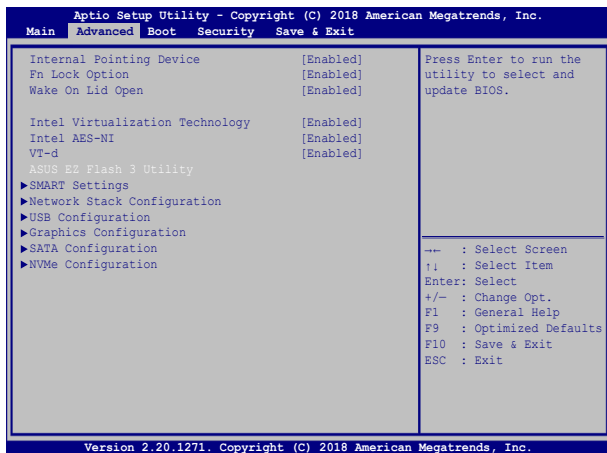 Aptio Setup Utility - Copyright (C) 2018 American Megatrends, Inc.
Main Advanced Boot Security Save & Exit
Internal Pointing Device [Enabled]
Fn Lock Option [Enabled]
Wake On Lid Open [Enabled]
Intel Virtualization Technology [Enabled]
Intel AES-NI [Enabled]
VT-d [Enabled]
ASUS EZ Flash 3 Utility
▶SMART Settings
▶Network Stack Configuration
▶USB Configuration
▶Graphics Configuration
▶SATA Configuration
▶NVMe Configuration
Press Enter to run the
utility to select and
update BIOS.
→← : Select Screen
↑↓ : Select Item
Enter: Select
+/— : Change Opt.
F1 : General Help
F9 : Optimized Defaults
F10 : Save & Exit
ESC : Exit
Version 2.20.1271. Copyright (C) 2018 American Megatrends, Inc.